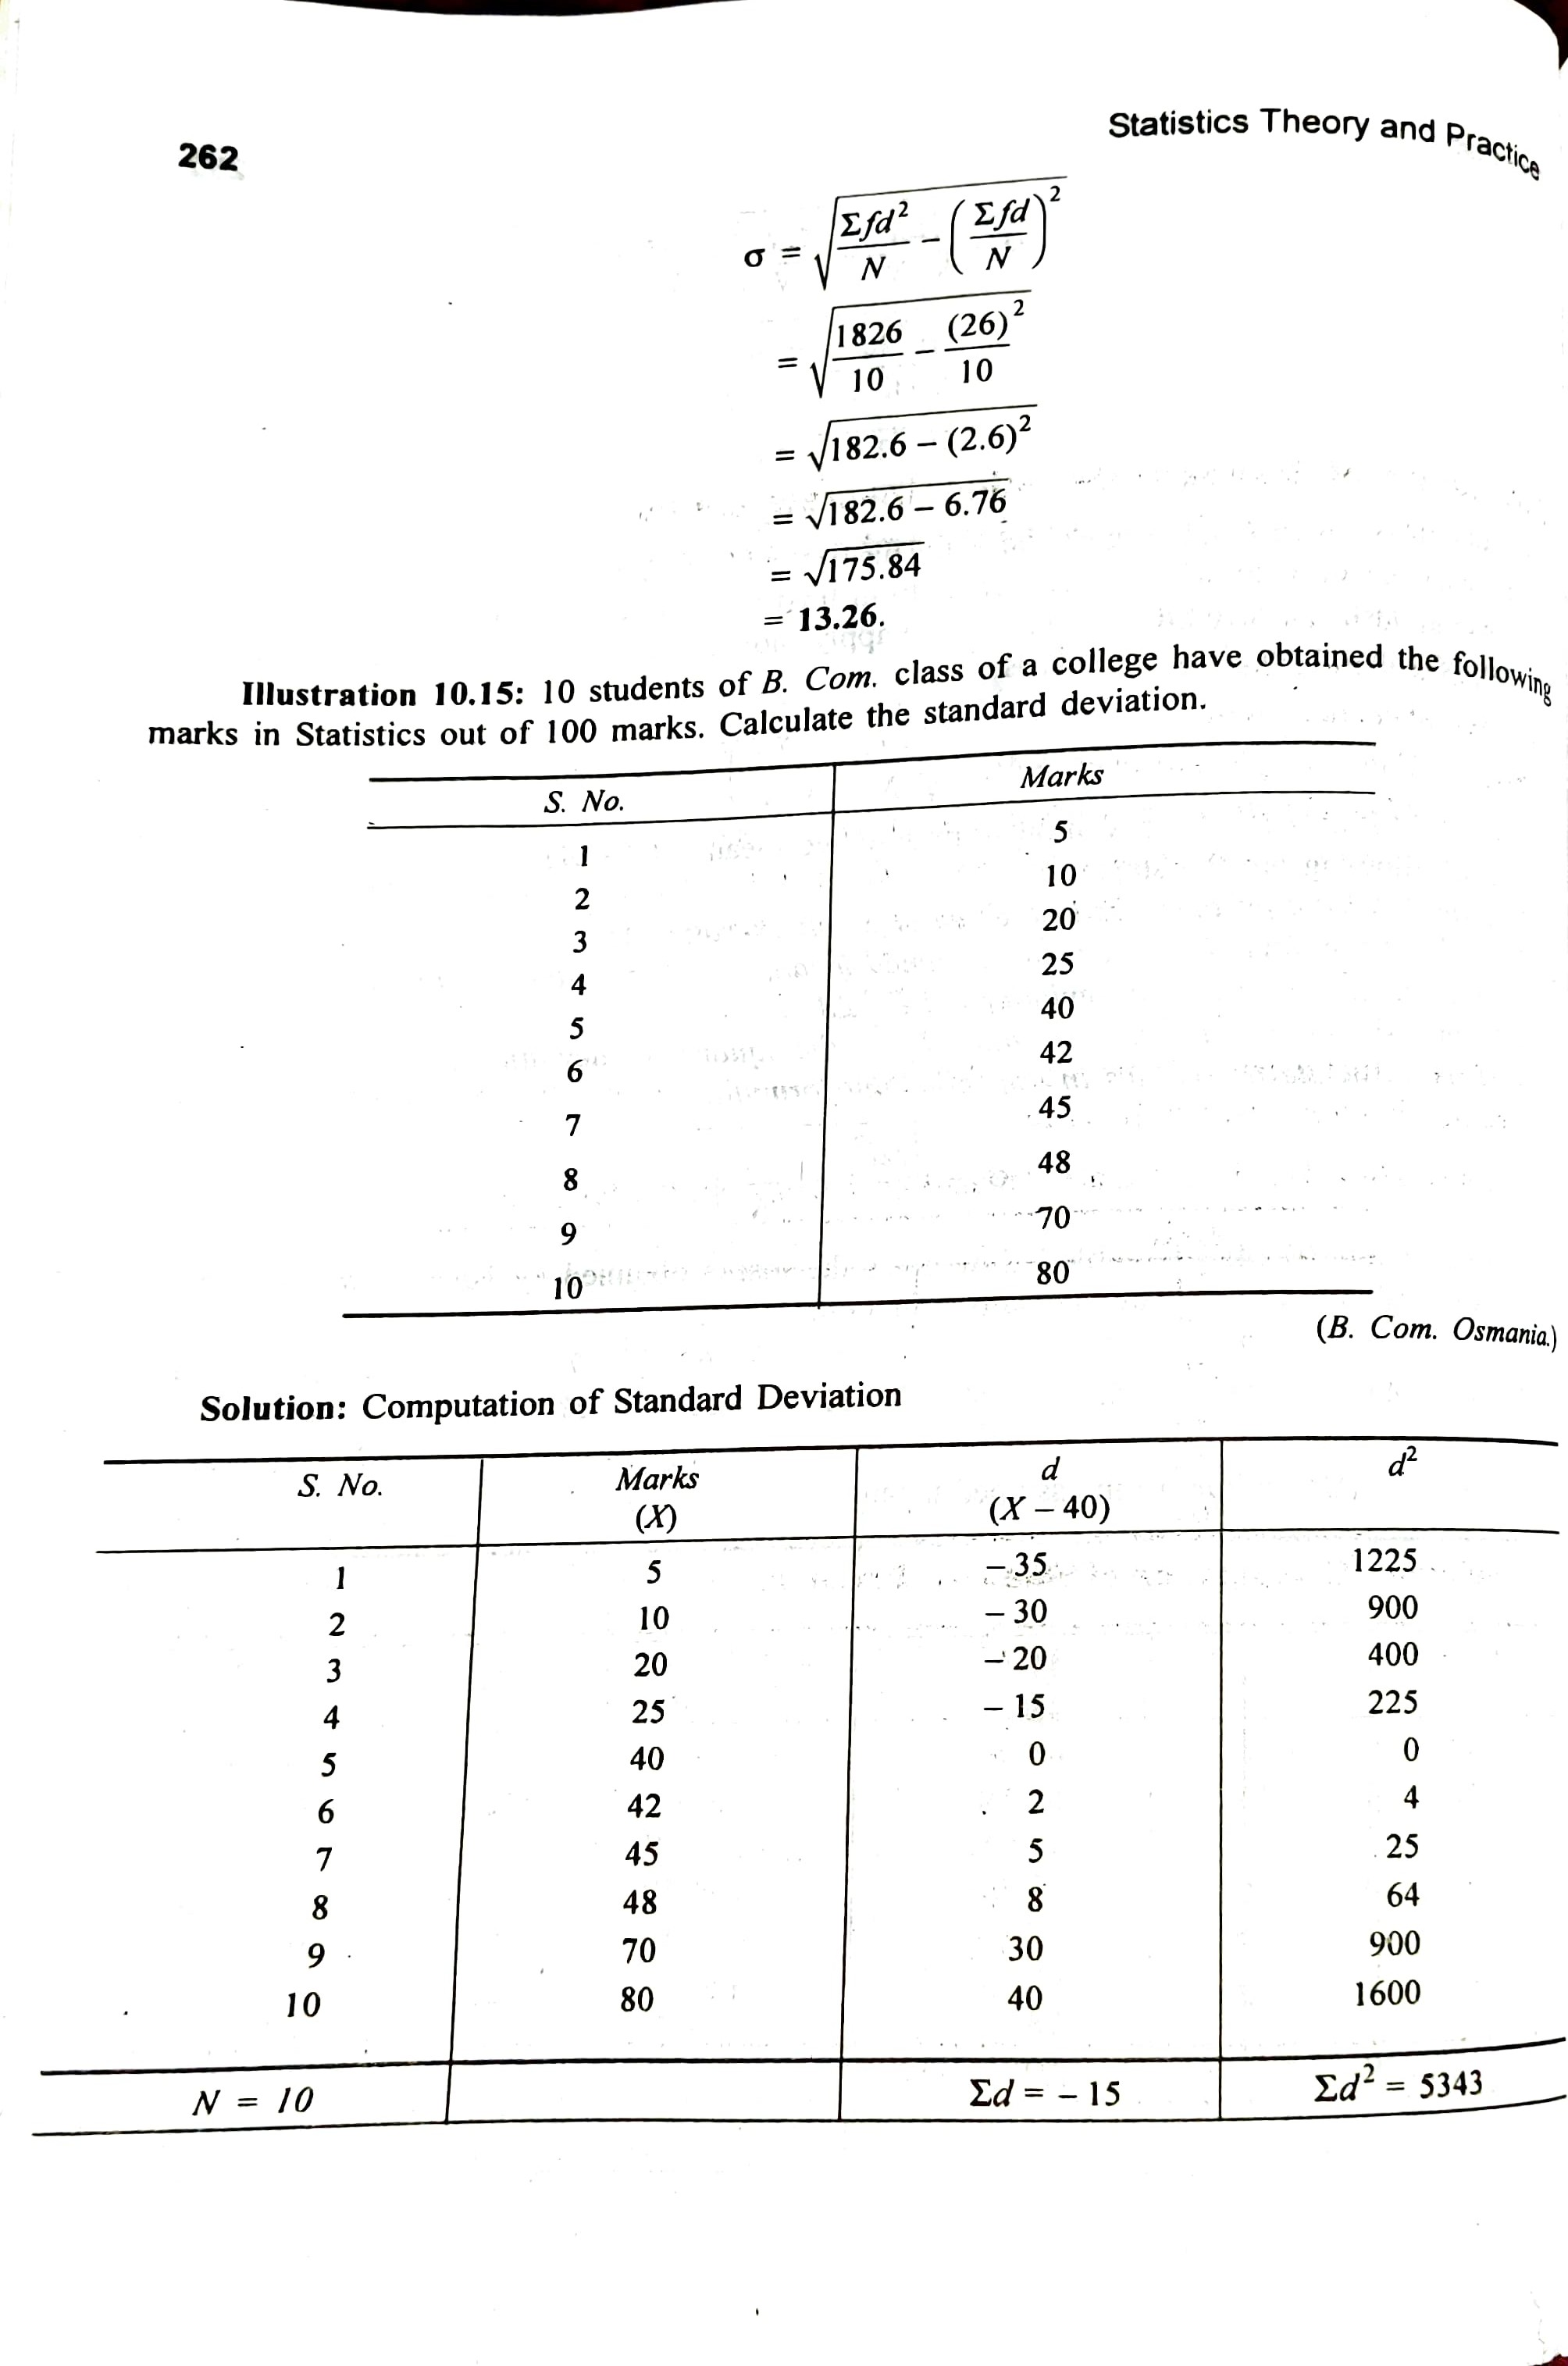 262
Statistics Theory and Practice
σ = √(Σfd²/N − (Σfd/N)²)
= √(1826/10 − (26)²/10)
= √(182.6 − (2.6)²)
= √(182.6 − 6.76)
= √175.84
= 13.26.
Illustration 10.15: 10 students of B. Com. class of a college have obtained the following
marks in Statistics out of 100 marks. Calculate the standard deviation.
S. No. Marks
1 5
2 10
3 20
4 25
5 40
6 42
7 45
8 48
9 70
10 80
(B. Com. Osmania.)
Solution: Computation of Standard Deviation
S. No. Marks d d²
(X) (X – 40)
1 5 – 35 1225
2 10 – 30 900
3 20 – 20 400
4 25 – 15 225
5 40 0 0
6 42 2 4
7 45 5 25
8 48 8 64
9 70 30 900
10 80 40 1600
N = 10 Σd = – 15 Σd² = 5343